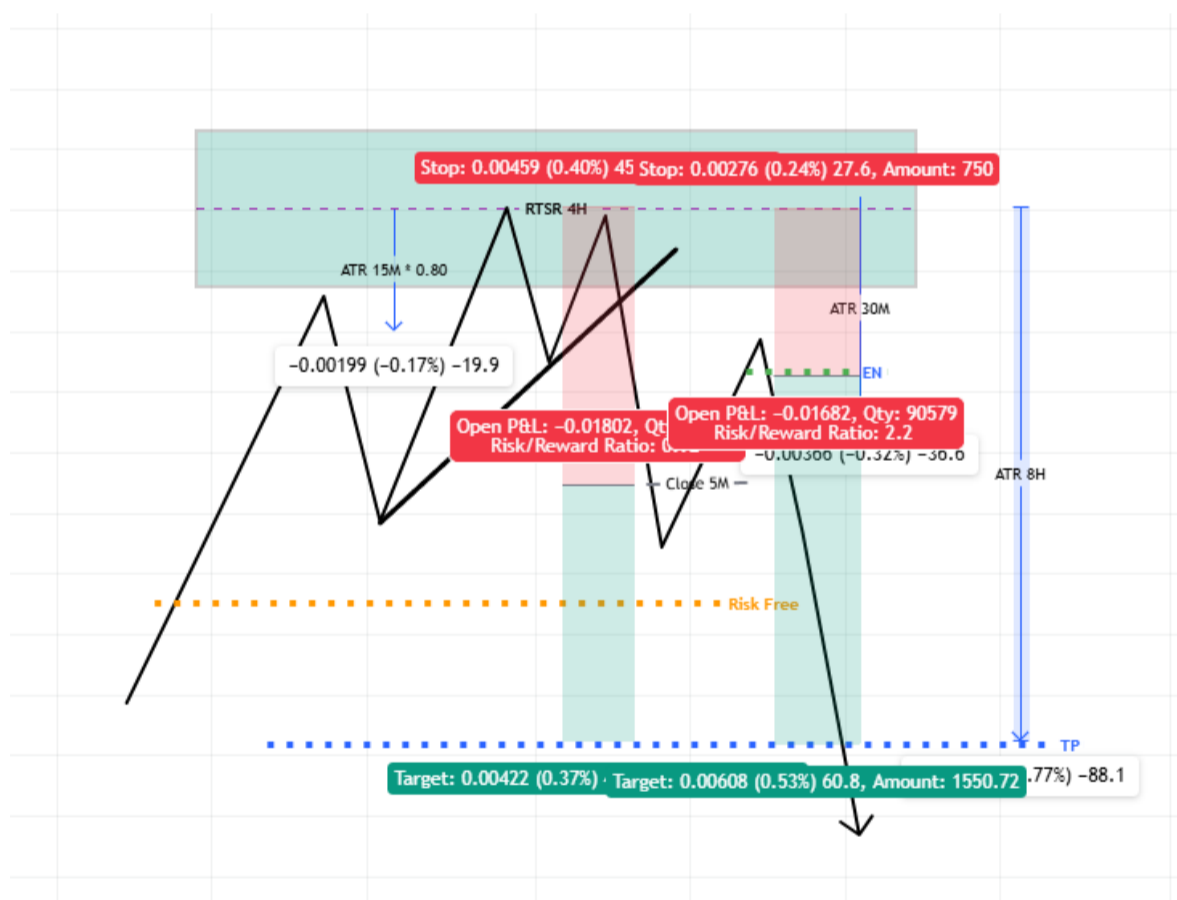 Stop: 0.00459 (0.40%) 45
Stop: 0.00276 (0.24%) 27.6, Amount: 750
RTSR 4H
ATR 15M * 0.80
ATR 30M
−0.00199 (−0.17%) −19.9
EN
Open P&L: −0.01802,
Risk/Reward Ratio:
Open P&L: −0.01682, Qty: 90579
Risk/Reward Ratio: 2.2
−0.00366 (−0.32%) −36.6
ATR 8H
Close 5M
Risk Free
TP
Target: 0.00422 (0.37%)
Target: 0.00608 (0.53%) 60.8, Amount: 1550.72
.77%) −88.1